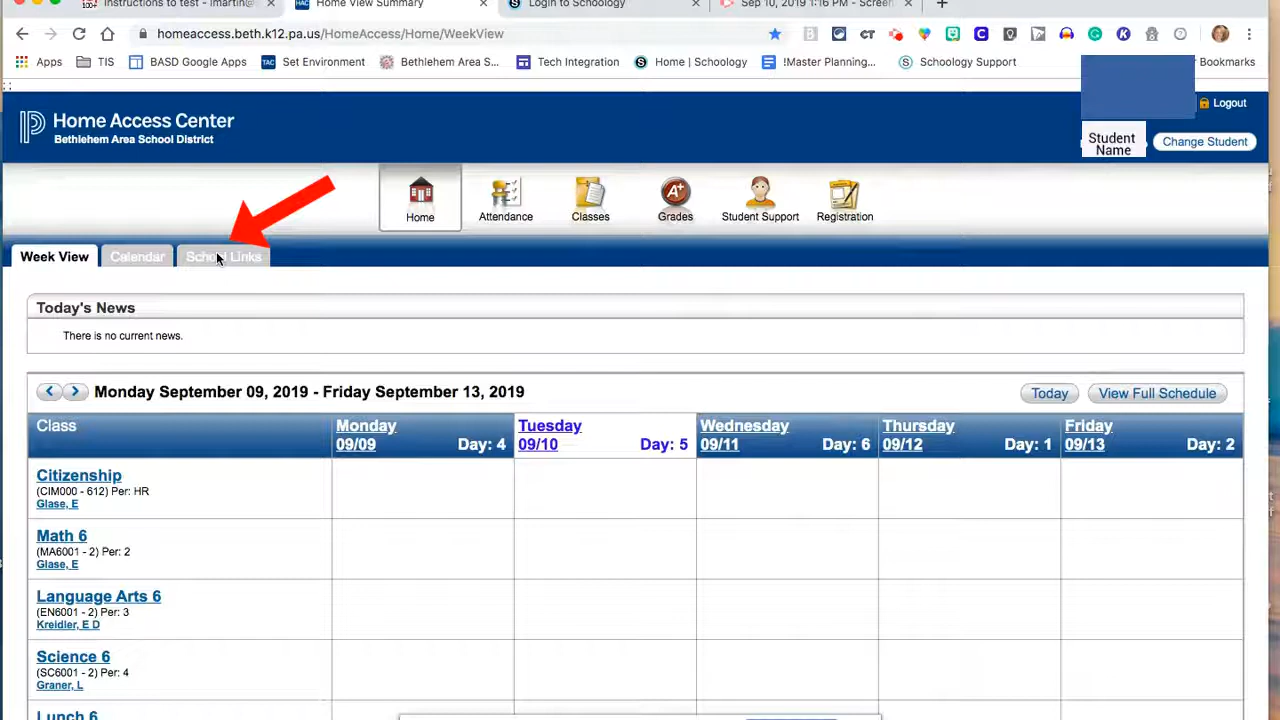 Instructions to test - lmartin@
Home View Summary
Login to Schoology
Sep 10, 2019 1:16 PM - Screen
homeaccess.beth.k12.pa.us/HomeAccess/Home/WeekView
Apps
TIS
BASD Google Apps
Set Environment
Bethlehem Area S...
Tech Integration
Home | Schoology
!Master Planning...
Schoology Support
Bookmarks
Home Access Center
Bethlehem Area School District
Logout
Student
Name
Change Student
Home
Attendance
Classes
Grades
Student Support
Registration
Week View
Calendar
School Links
Today's News
There is no current news.
Monday September 09, 2019 - Friday September 13, 2019
Today
View Full Schedule
Class
Monday
09/09 Day: 4
Tuesday
09/10 Day: 5
Wednesday
09/11 Day: 6
Thursday
09/12 Day: 1
Friday
09/13 Day: 2
Citizenship
(CIM000 - 612) Per: HR
Glase, E
Math 6
(MA6001 - 2) Per: 2
Glase, E
Language Arts 6
(EN6001 - 2) Per: 3
Kreidler, E D
Science 6
(SC6001 - 2) Per: 4
Graner, L
Lunch 6